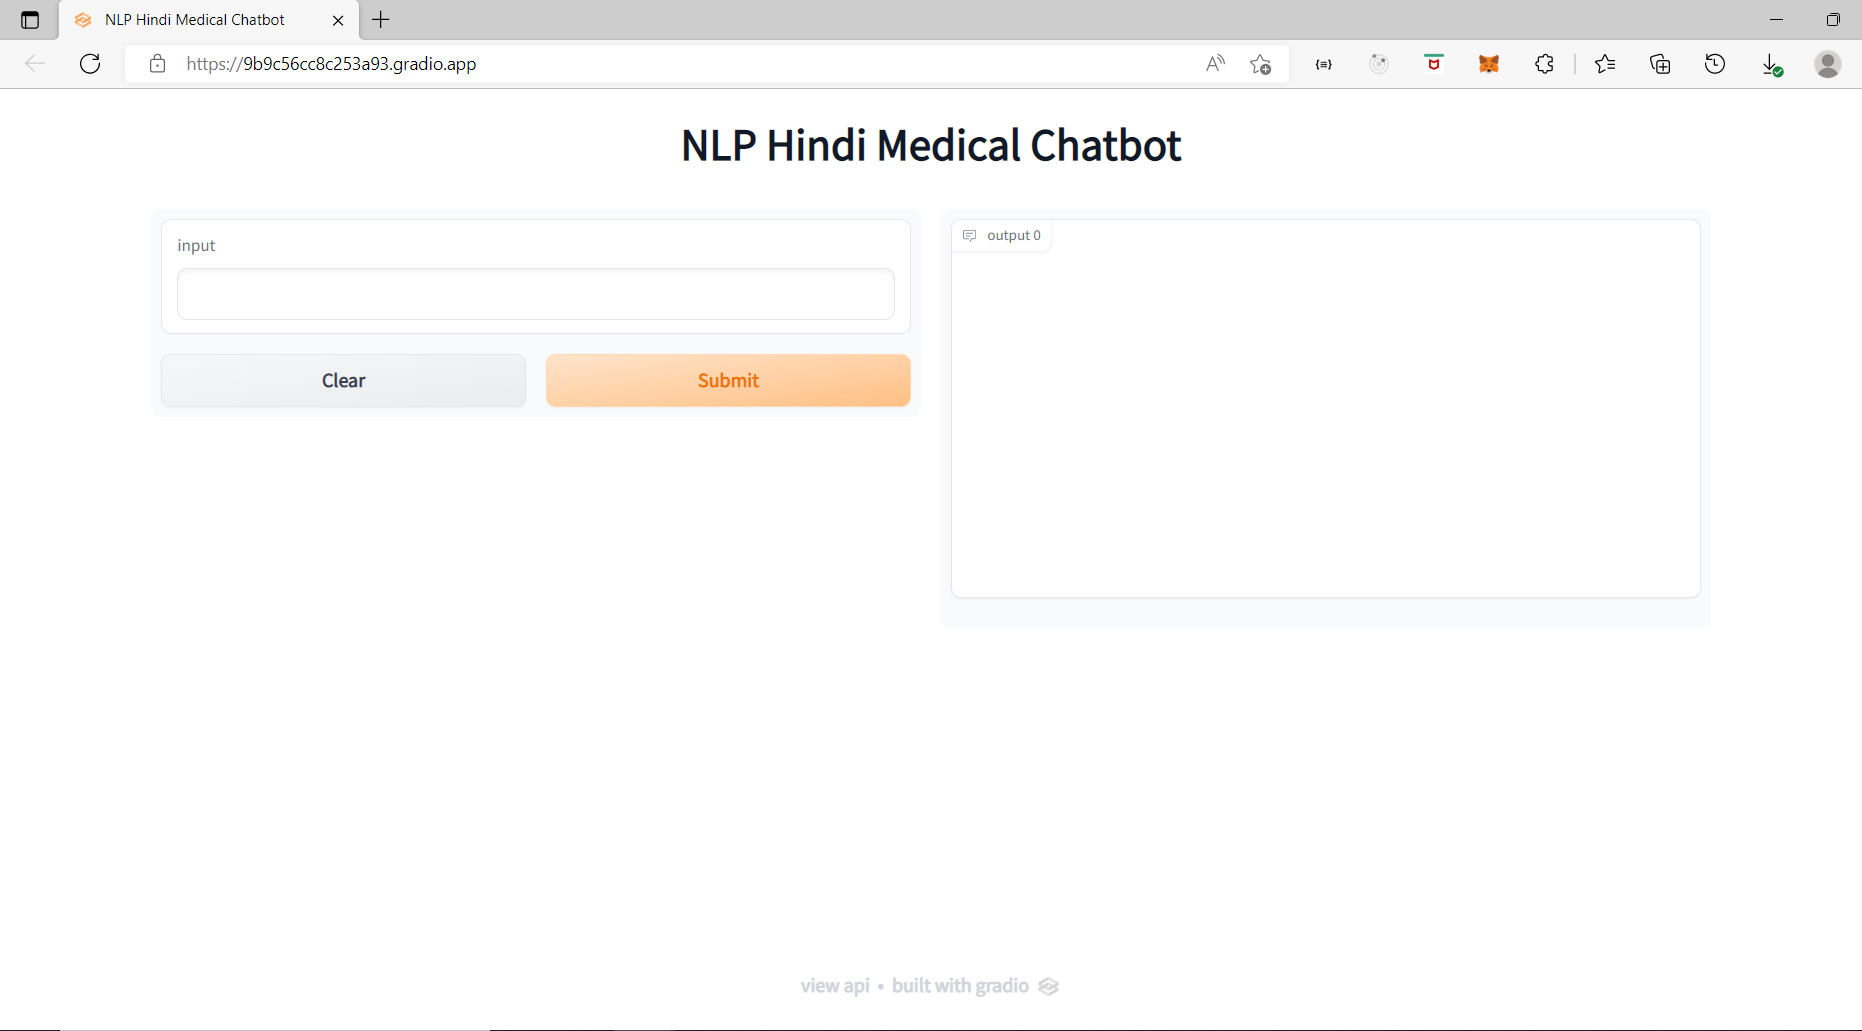 NLP Hindi Medical Chatbot
https://9b9c56cc8c253a93.gradio.app
NLP Hindi Medical Chatbot
input
Clear
Submit
output 0
view api • built with gradio